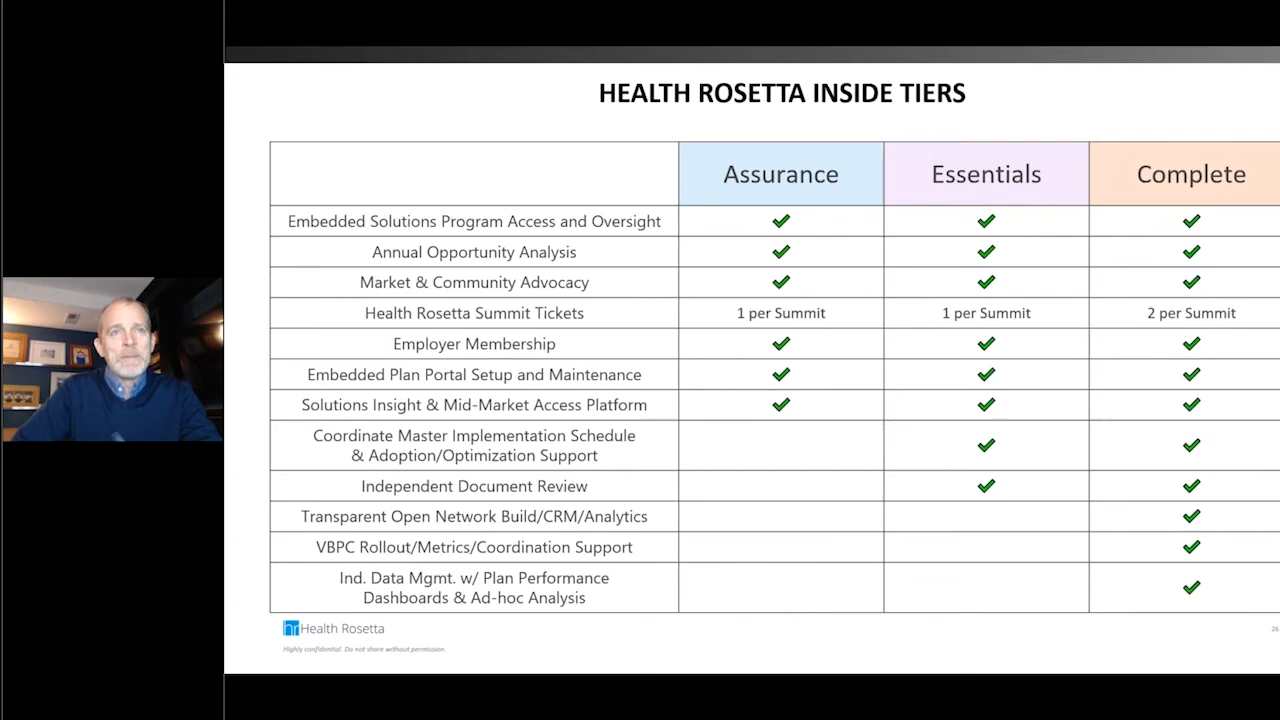 HEALTH ROSETTA INSIDE TIERS
Assurance Essentials Complete
Embedded Solutions Program Access and Oversight ✔ ✔ ✔
Annual Opportunity Analysis ✔ ✔ ✔
Market & Community Advocacy ✔ ✔ ✔
Health Rosetta Summit Tickets 1 per Summit 1 per Summit 2 per Summit
Employer Membership ✔ ✔ ✔
Embedded Plan Portal Setup and Maintenance ✔ ✔ ✔
Solutions Insight & Mid-Market Access Platform ✔ ✔ ✔
Coordinate Master Implementation Schedule
& Adoption/Optimization Support ✔ ✔
Independent Document Review ✔ ✔
Transparent Open Network Build/CRM/Analytics ✔
VBPC Rollout/Metrics/Coordination Support ✔
Ind. Data Mgmt. w/ Plan Performance
Dashboards & Ad-hoc Analysis ✔
hr Health Rosetta
26
Highly confidential. Do not share without permission.